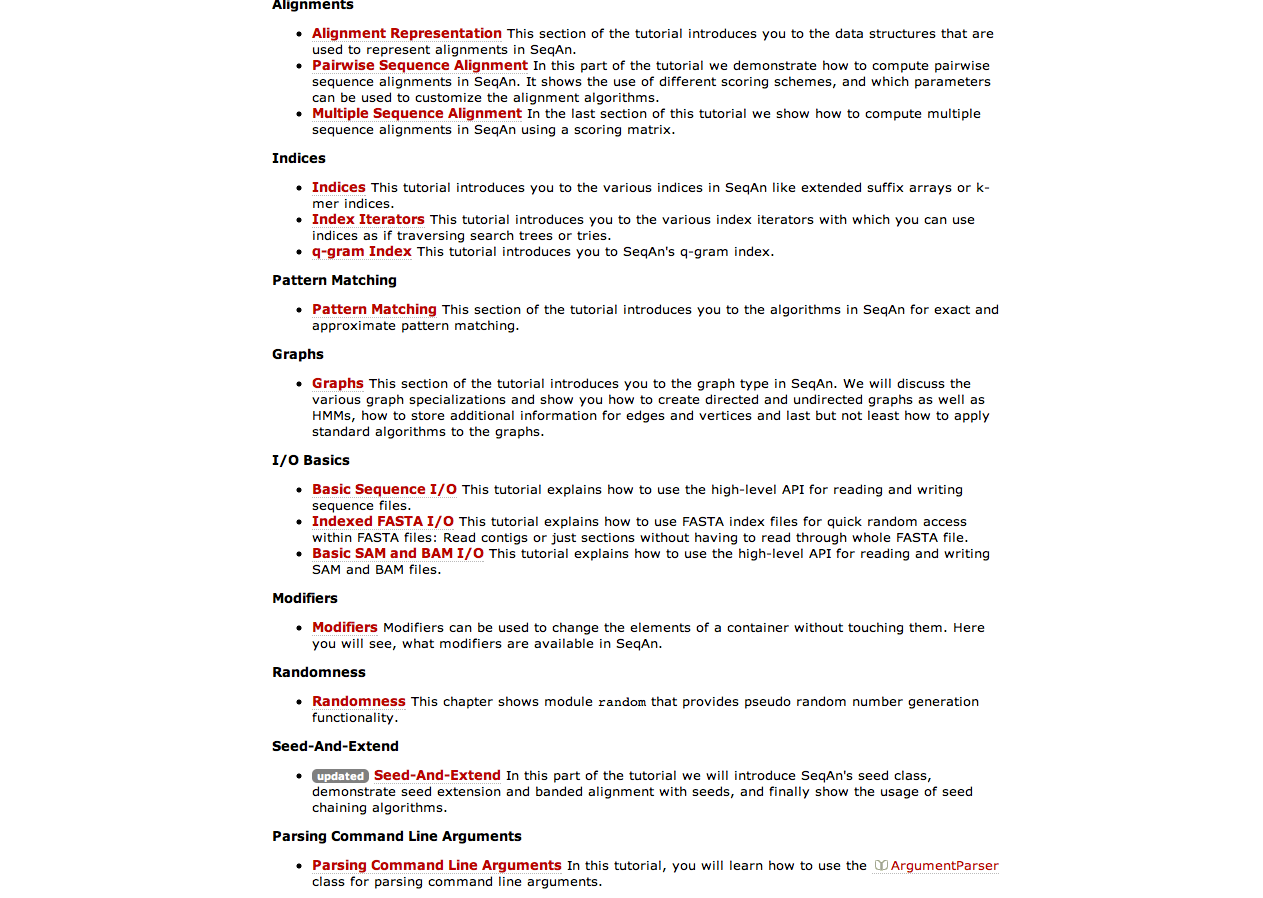 Alignments
Alignment Representation This section of the tutorial introduces you to the data structures that are
used to represent alignments in SeqAn.
Pairwise Sequence Alignment In this part of the tutorial we demonstrate how to compute pairwise
sequence alignments in SeqAn. It shows the use of different scoring schemes, and which parameters
can be used to customize the alignment algorithms.
Multiple Sequence Alignment In the last section of this tutorial we show how to compute multiple
sequence alignments in SeqAn using a scoring matrix.
Indices
Indices This tutorial introduces you to the various indices in SeqAn like extended suffix arrays or k-
mer indices.
Index Iterators This tutorial introduces you to the various index iterators with which you can use
indices as if traversing search trees or tries.
q-gram Index This tutorial introduces you to SeqAn's q-gram index.
Pattern Matching
Pattern Matching This section of the tutorial introduces you to the algorithms in SeqAn for exact and
approximate pattern matching.
Graphs
Graphs This section of the tutorial introduces you to the graph type in SeqAn. We will discuss the
various graph specializations and show you how to create directed and undirected graphs as well as
HMMs, how to store additional information for edges and vertices and last but not least how to apply
standard algorithms to the graphs.
I/O Basics
Basic Sequence I/O This tutorial explains how to use the high-level API for reading and writing
sequence files.
Indexed FASTA I/O This tutorial explains how to use FASTA index files for quick random access
within FASTA files: Read contigs or just sections without having to read through whole FASTA file.
Basic SAM and BAM I/O This tutorial explains how to use the high-level API for reading and writing
SAM and BAM files.
Modifiers
Modifiers Modifiers can be used to change the elements of a container without touching them. Here
you will see, what modifiers are available in SeqAn.
Randomness
Randomness This chapter shows module random that provides pseudo random number generation
functionality.
Seed-And-Extend
updated Seed-And-Extend In this part of the tutorial we will introduce SeqAn's seed class,
demonstrate seed extension and banded alignment with seeds, and finally show the usage of seed
chaining algorithms.
Parsing Command Line Arguments
Parsing Command Line Arguments In this tutorial, you will learn how to use the ArgumentParser
class for parsing command line arguments.